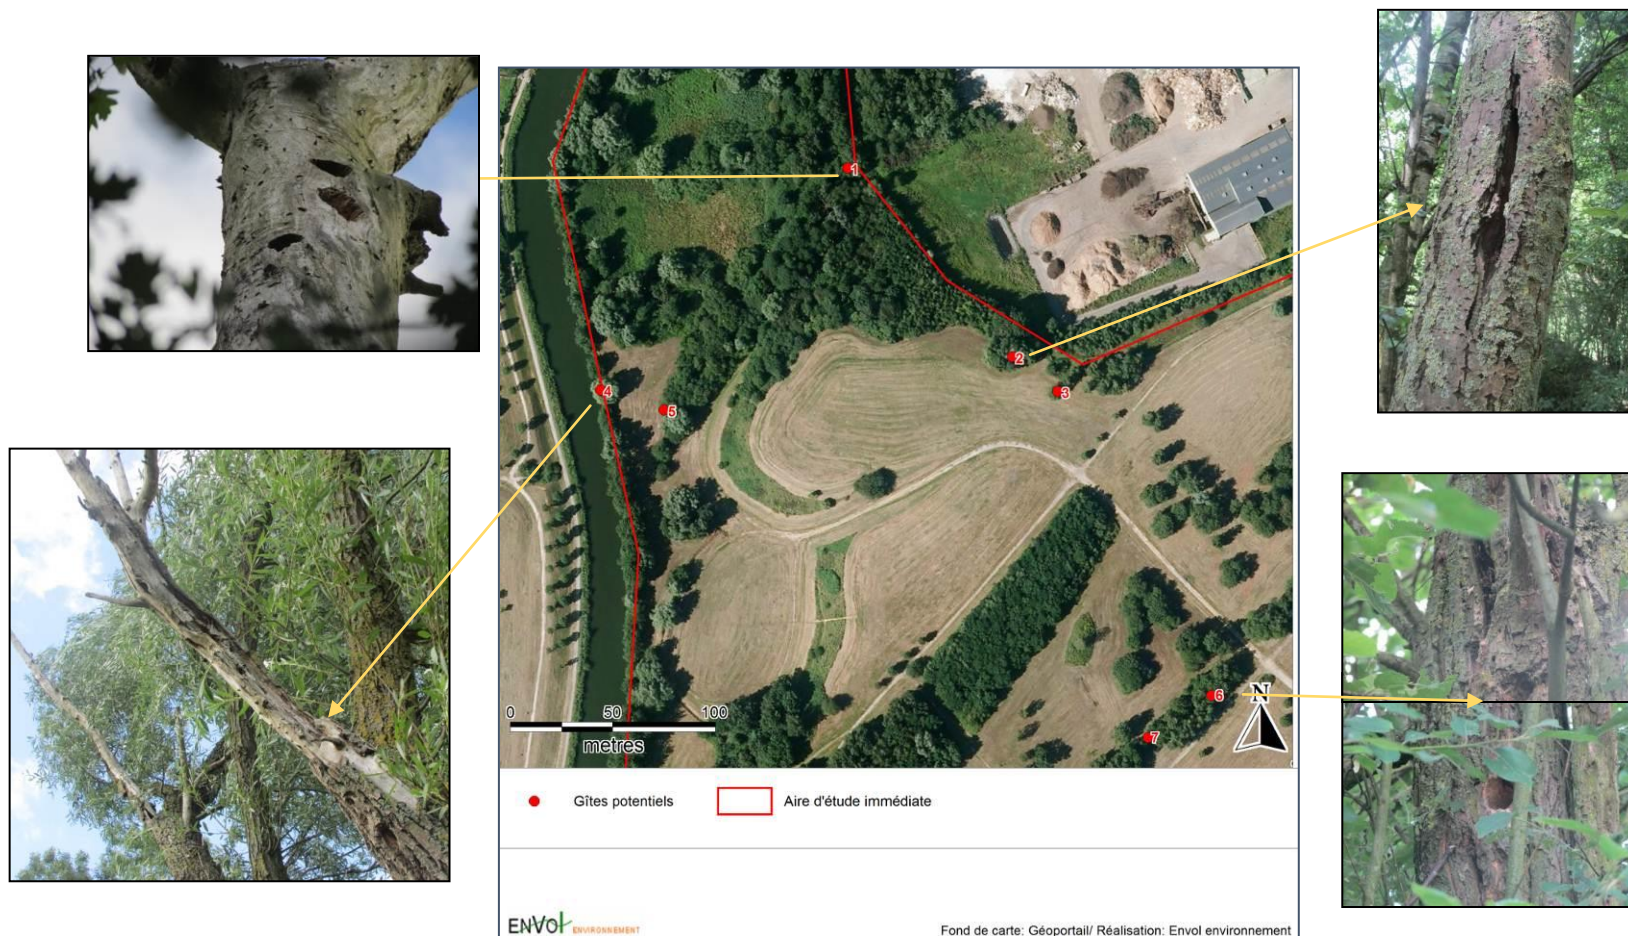 1
2
3
4
5
6
7
N
0 50 100
metres
Gîtes potentiels
Aire d'étude immédiate
ENVOL ENVIRONNEMENT
Fond de carte: Géoportail/ Réalisation: Envol environnement